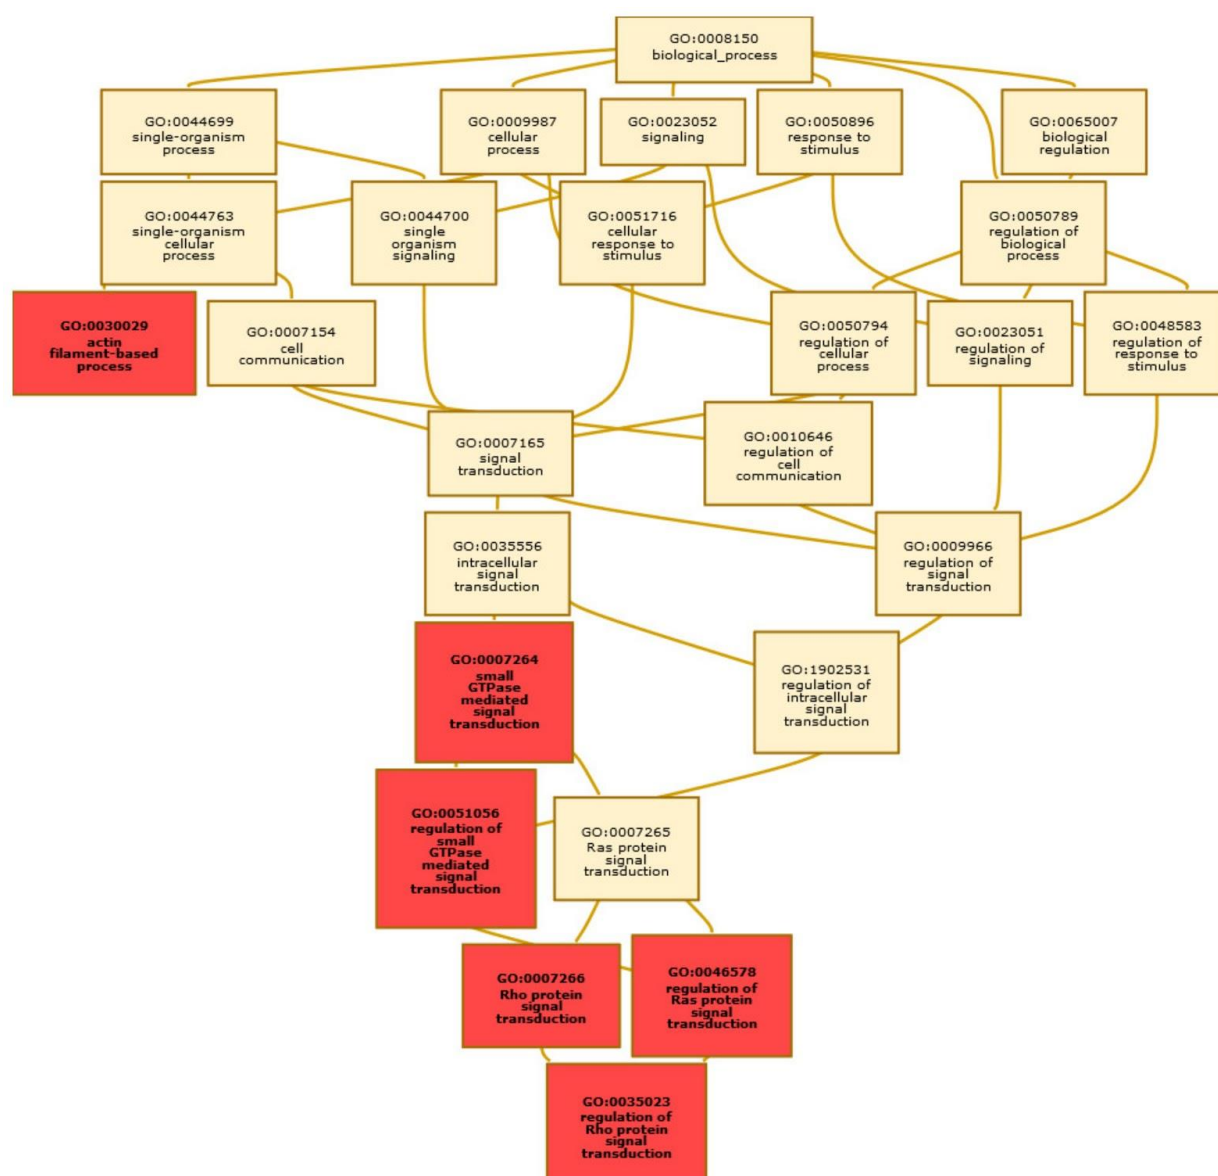 GO:0008150
biological_process
GO:0044699
single-organism
process
GO:0009987
cellular
process
GO:0023052
signaling
GO:0050896
response to
stimulus
GO:0065007
biological
regulation
GO:0044763
single-organism
cellular
process
GO:0044700
single
organism
signaling
GO:0051716
cellular
response to
stimulus
GO:0050789
regulation of
biological
process
GO:0030029
actin
filament-based
process
GO:0007154
cell
communication
GO:0050794
regulation of
cellular
process
GO:0023051
regulation of
signaling
GO:0048583
regulation of
response to
stimulus
GO:0007165
signal
transduction
GO:0010646
regulation of
cell
communication
GO:0035556
intracellular
signal
transduction
GO:0009966
regulation of
signal
transduction
GO:0007264
small
GTPase
mediated
signal
transduction
GO:1902531
regulation of
intracellular
signal
transduction
GO:0051056
regulation of
small
GTPase
mediated
signal
transduction
GO:0007265
Ras protein
signal
transduction
GO:0007266
Rho protein
signal
transduction
GO:0046578
regulation of
Ras protein
signal
transduction
GO:0035023
regulation of
Rho protein
signal
transduction